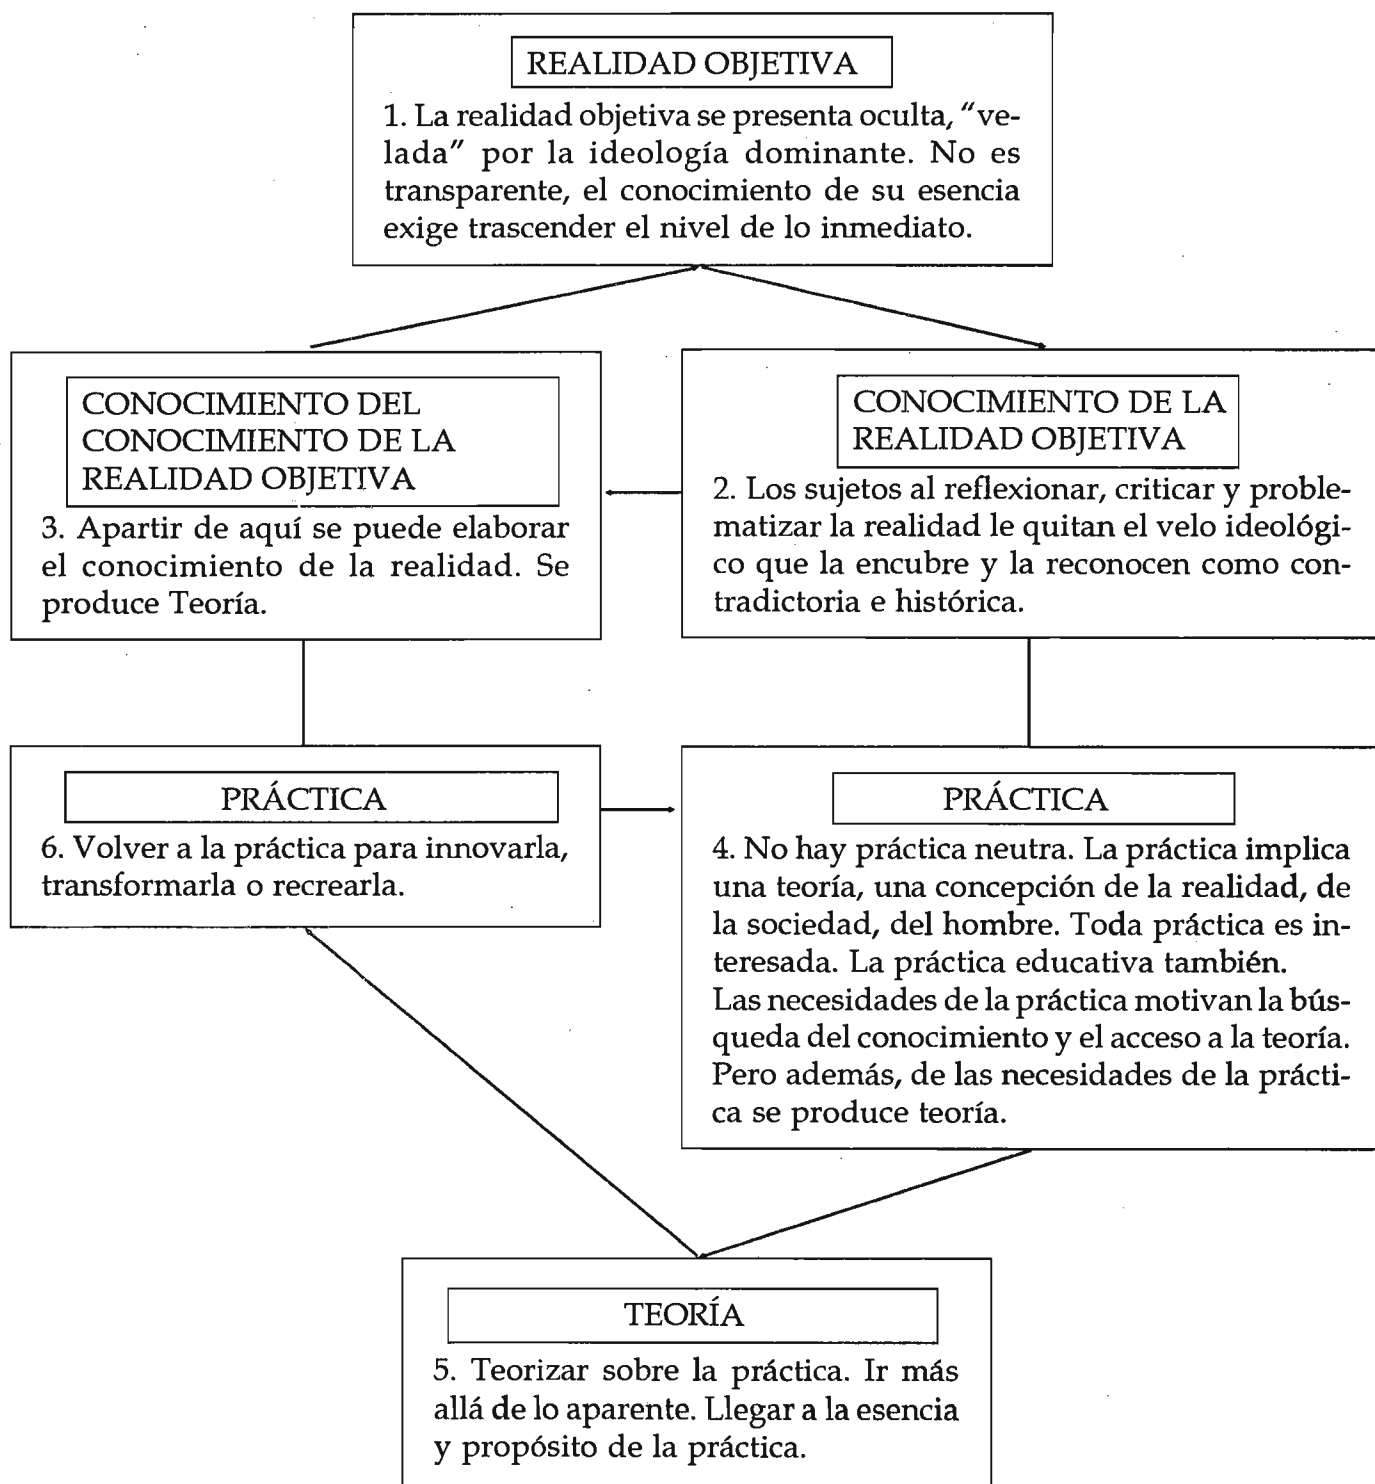 REALIDAD OBJETIVA
1. La realidad objetiva se presenta oculta, "ve-
lada" por la ideología dominante. No es
transparente, el conocimiento de su esencia
exige trascender el nivel de lo inmediato.
CONOCIMIENTO DE LA
REALIDAD OBJETIVA
2. Los sujetos al reflexionar, criticar y proble-
matizar la realidad le quitan el velo ideológi-
co que la encubre y la reconocen como con-
tradictoria e histórica.
CONOCIMIENTO DEL
CONOCIMIENTO DE LA
REALIDAD OBJETIVA
3. Apartir de aquí se puede elaborar
el conocimiento de la realidad. Se
produce Teoría.
PRÁCTICA
4. No hay práctica neutra. La práctica implica
una teoría, una concepción de la realidad, de
la sociedad, del hombre. Toda práctica es in-
teresada. La práctica educativa también.
Las necesidades de la práctica motivan la bús-
queda del conocimiento y el acceso a la teoría.
Pero además, de las necesidades de la prácti-
ca se produce teoría.
TEORÍA
5. Teorizar sobre la práctica. Ir más
allá de lo aparente. Llegar a la esencia
y propósito de la práctica.
PRÁCTICA
6. Volver a la práctica para innovarla,
transformarla o recrearla.